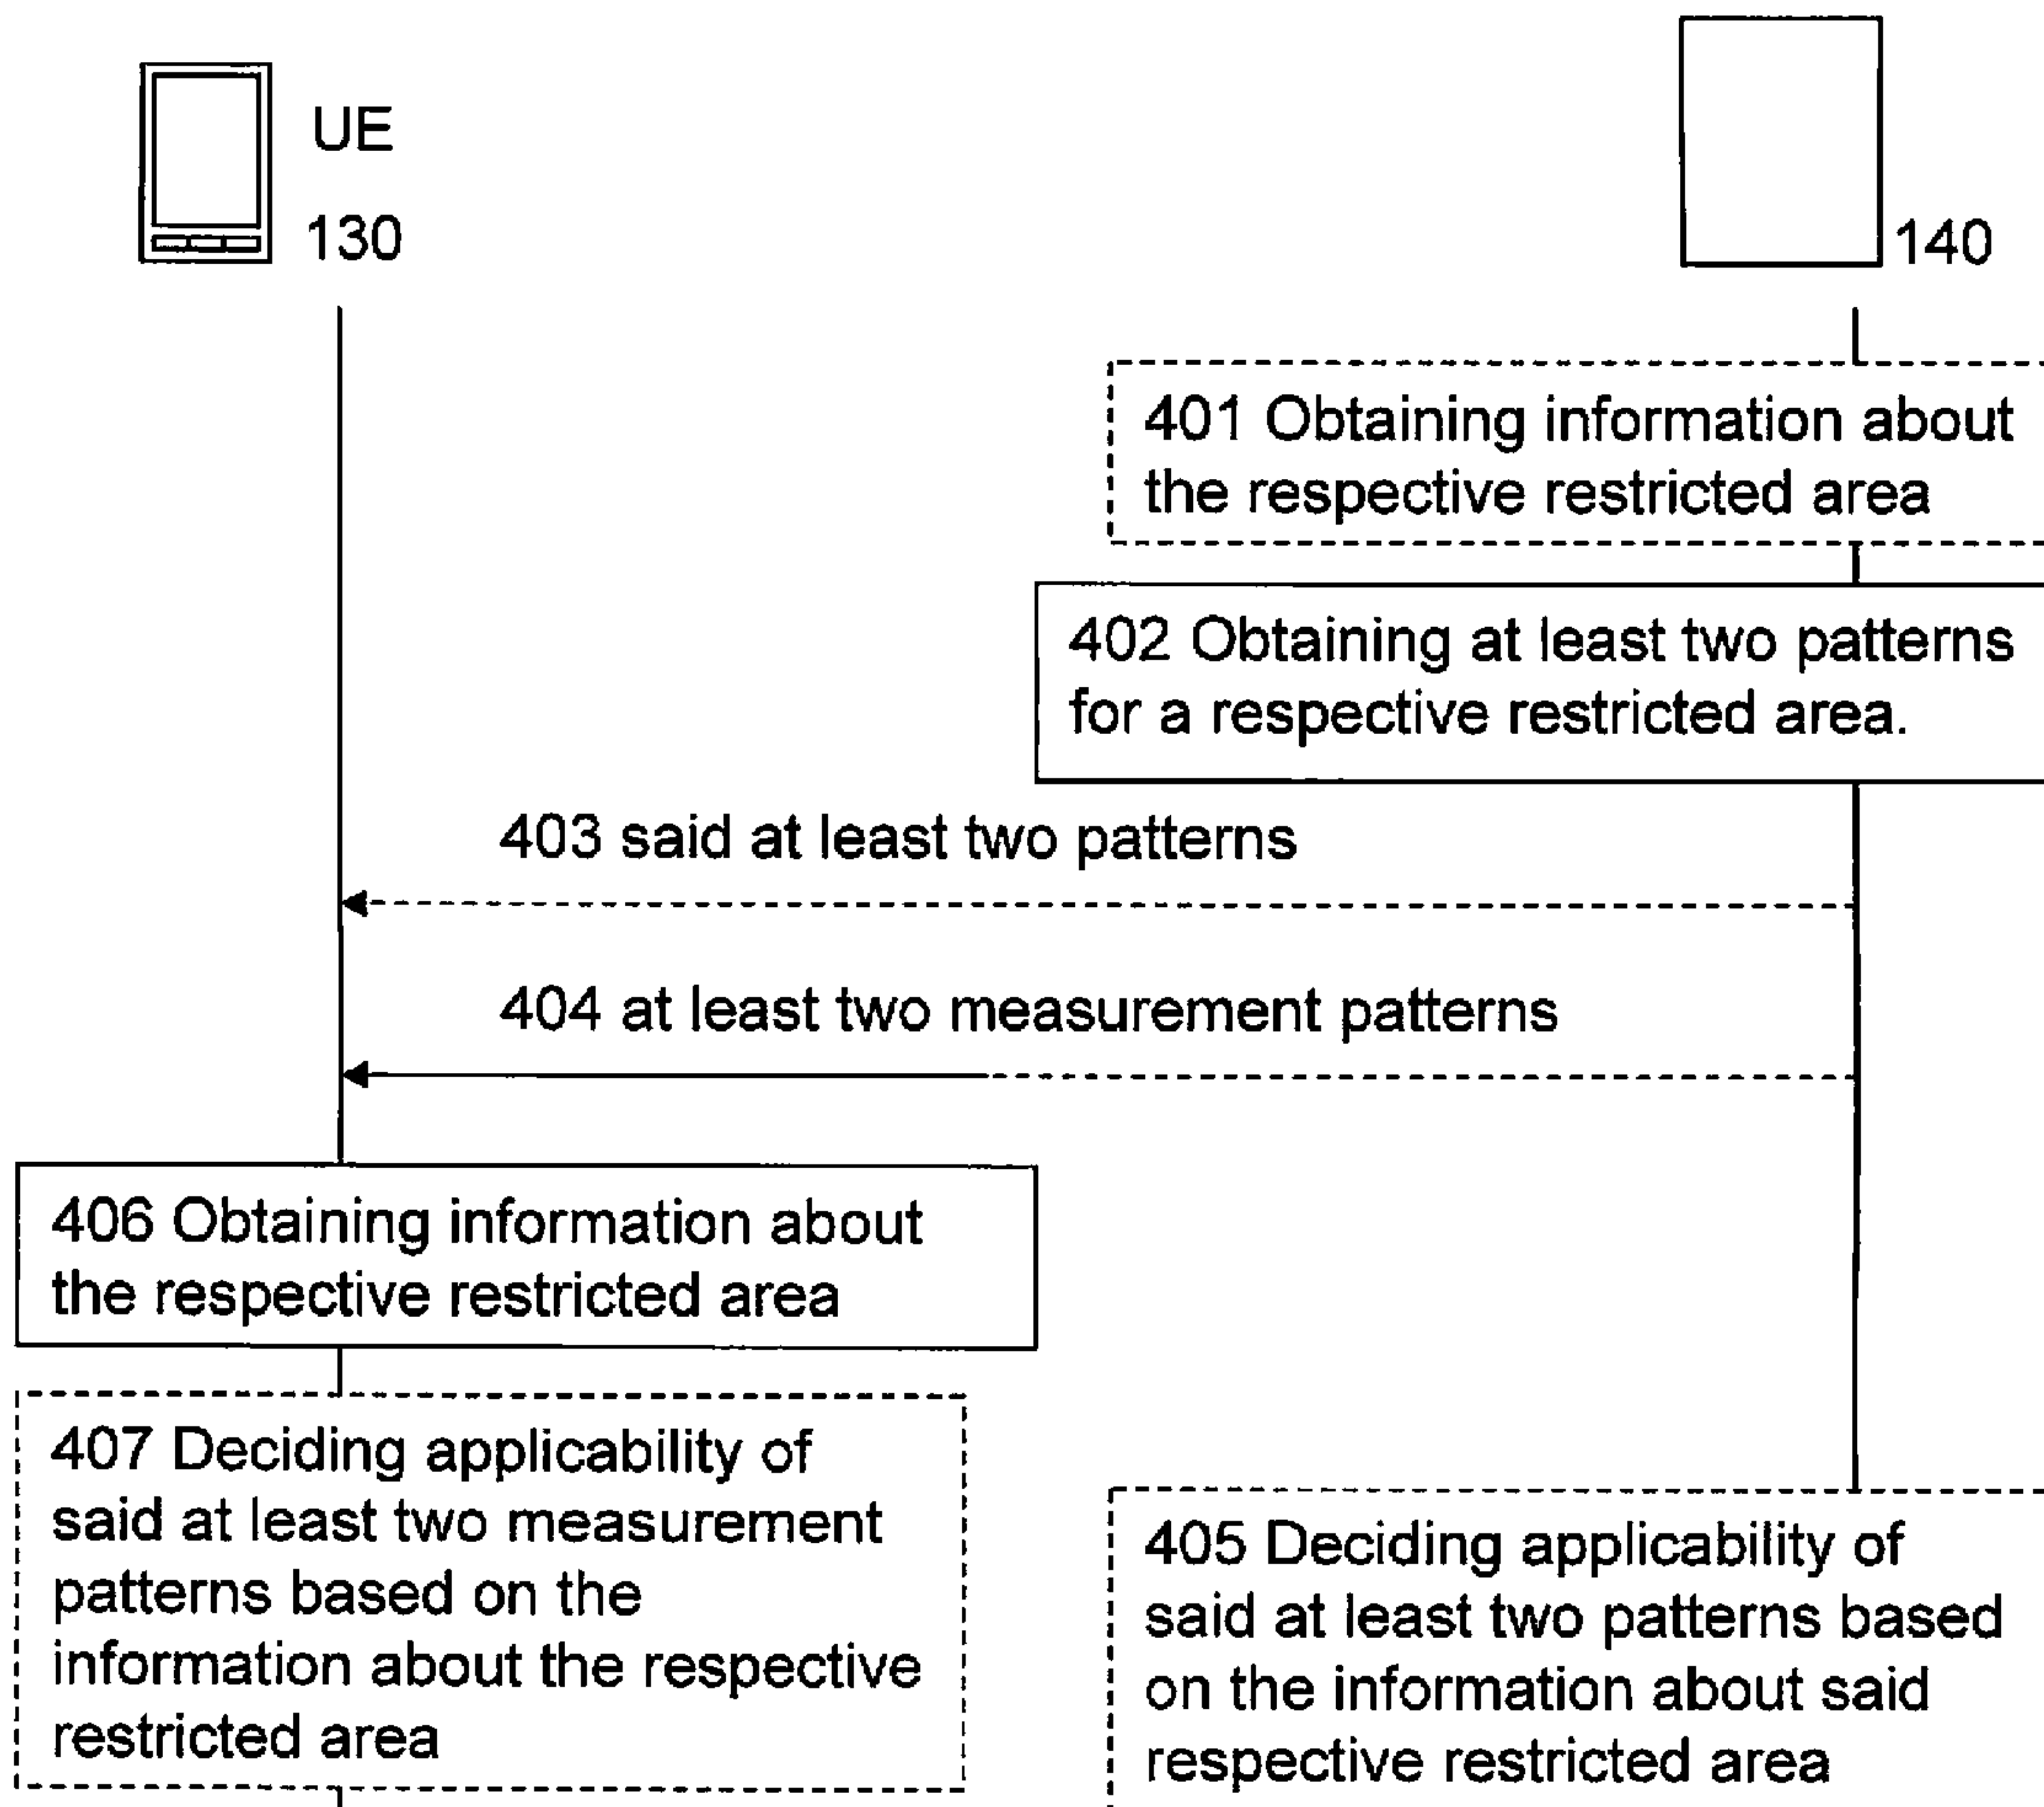 UE
130
140
401 Obtaining information about
the respective restricted area
402 Obtaining at least two patterns
for a respective restricted area.
403 said at least two patterns
404 at least two measurement patterns
406 Obtaining information about
the respective restricted area
407 Deciding applicability of
said at least two measurement
patterns based on the
information about the respective
restricted area
405 Deciding applicability of
said at least two patterns based
on the information about said
respective restricted area